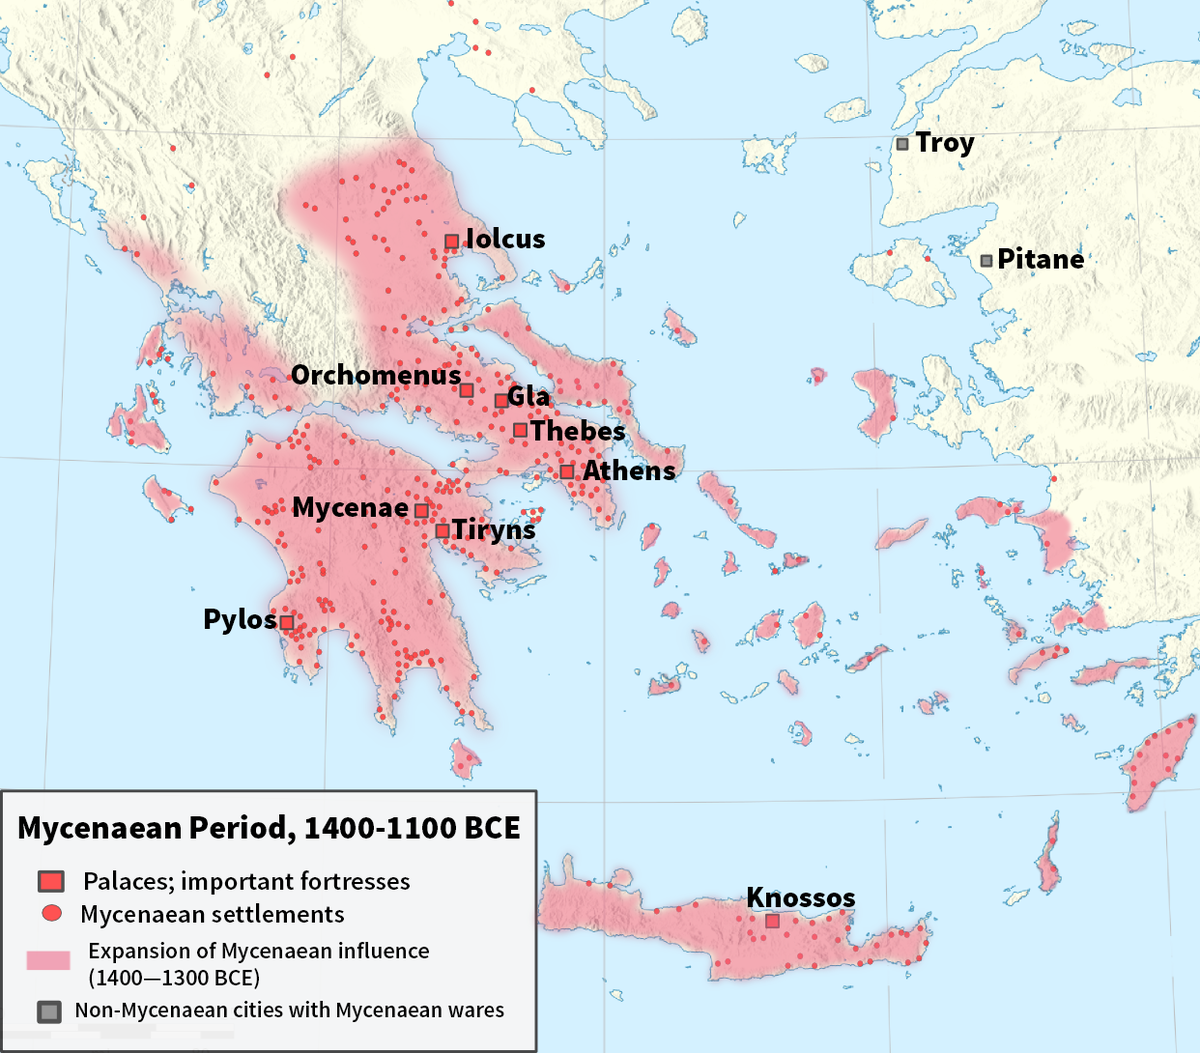 Troy
Iolcus
Pitane
Orchomenus
Gla
Thebes
Athens
Mycenae
Tiryns
Pylos
Knossos
Mycenaean Period, 1400-1100 BCE
Palaces; important fortresses
Mycenaean settlements
Expansion of Mycenaean influence
(1400—1300 BCE)
Non-Mycenaean cities with Mycenaean wares